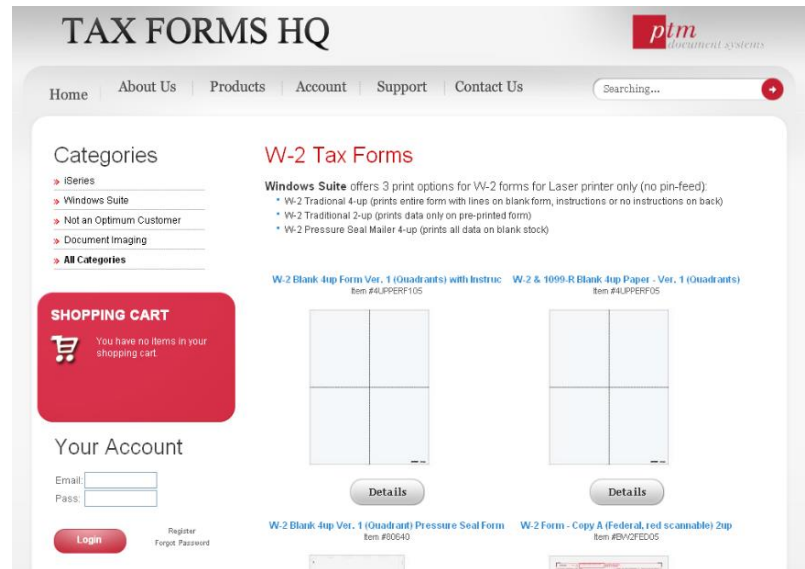 TAX FORMS HQ
ptm
document systems
Home
About Us
Products
Account
Support
Contact Us
Searching...
Categories
» iSeries
» Windows Suite
» Not an Optimum Customer
» Document Imaging
» All Categories
SHOPPING CART
You have no items in your
shopping cart.
Your Account
Email:
Pass:
Login
Register
Forgot Password
W-2 Tax Forms
Windows Suite offers 3 print options for W-2 forms for Laser printer only (no pin-feed):
• W-2 Tradional 4-up (prints entire form with lines on blank form, instructions or no instructions on back)
• W-2 Traditional 2-up (prints data only on pre-printed form)
• W-2 Pressure Seal Mailer 4-up (prints all data on blank stock)
W-2 Blank 4up Form Ver. 1 (Quadrants) with Instruc
Item #4UPPERF105
Details
W-2 & 1099-R Blank 4up Paper - Ver. 1 (Quadrants)
Item #4UPPERF05
Details
W-2 Blank 4up Ver. 1 (Quadrant) Pressure Seal Form
Item #80640
W-2 Form - Copy A (Federal, red scannable) 2up
Item #BW2FED05